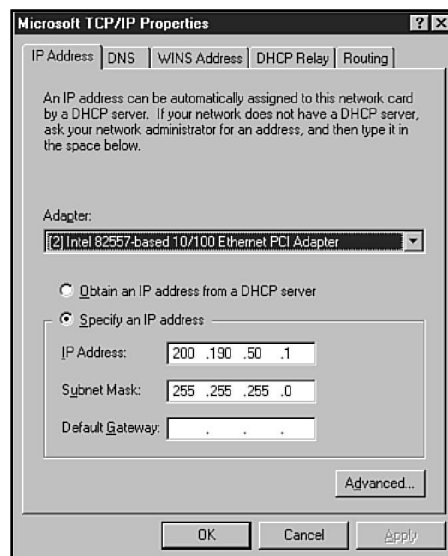 Microsoft TCP/IP Properties
IP Address DNS WINS Address DHCP Relay Routing
An IP address can be automatically assigned to this network card
by a DHCP server. If your network does not have a DHCP server,
ask your network administrator for an address, and then type it in
the space below.
Adapter:
[2] Intel 82557-based 10/100 Ethernet PCI Adapter
Obtain an IP address from a DHCP server
Specify an IP address
IP Address: 200 .190 .50 .1
Subnet Mask: 255 .255 .255 .0
Default Gateway: . . .
Advanced...
OK Cancel Apply